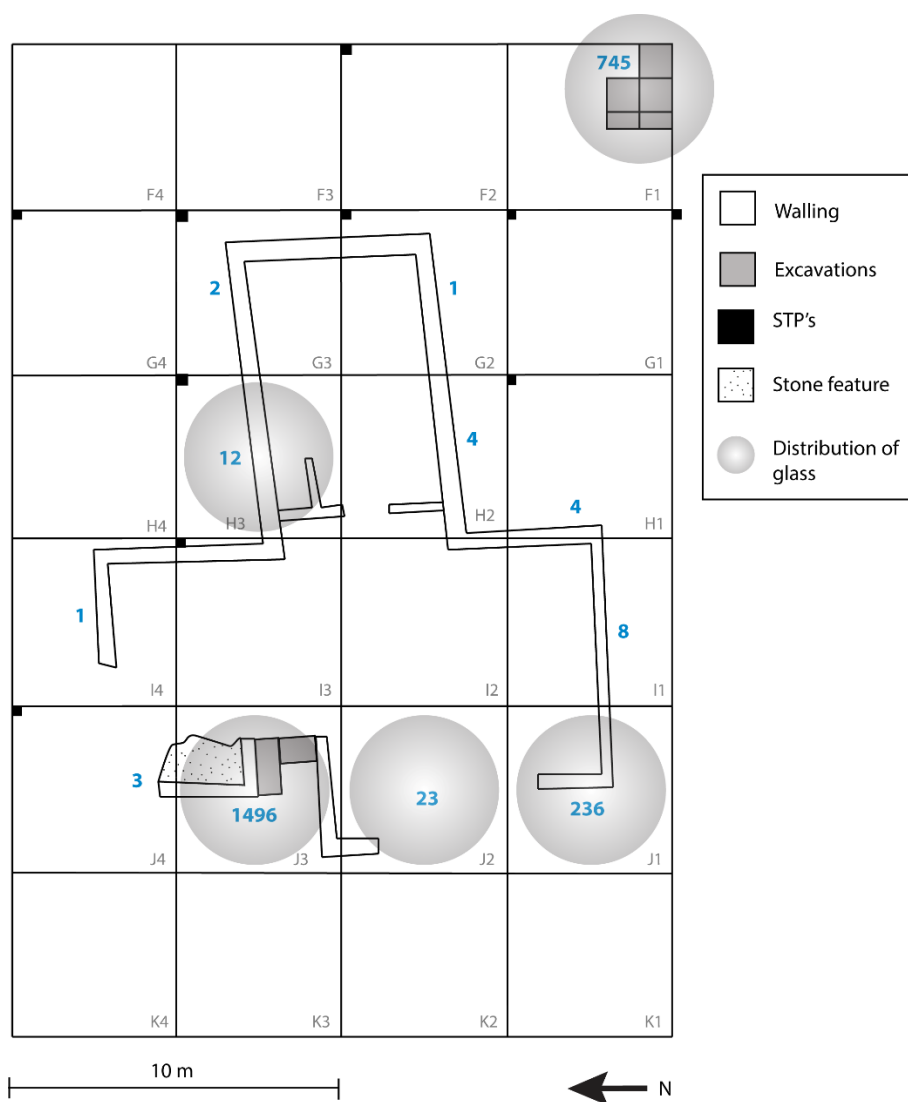 745
F4
F3
F2
F1
Walling
Excavations
STP's
Stone feature
Distribution of
glass
2
1
G4
G3
G2
G1
12
4
4
H4
H3
H2
H1
1
8
I4
I3
I2
I1
3
1496
23
236
J4
J3
J2
J1
K4
K3
K2
K1
10 m
N